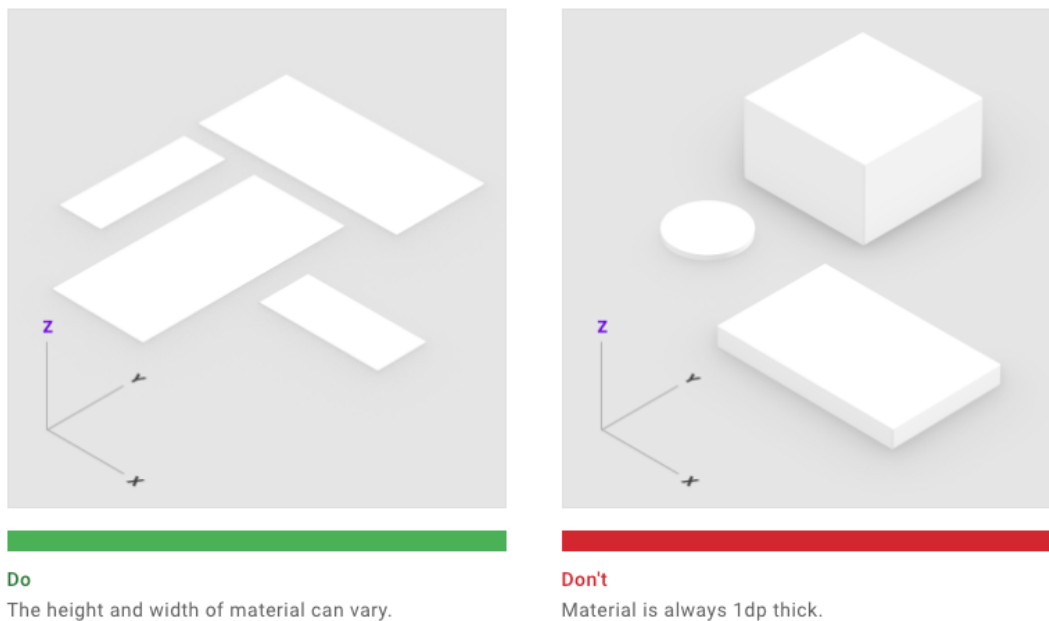 Z
Y
X
Z
Y
X
Do
The height and width of material can vary.
Don't
Material is always 1dp thick.